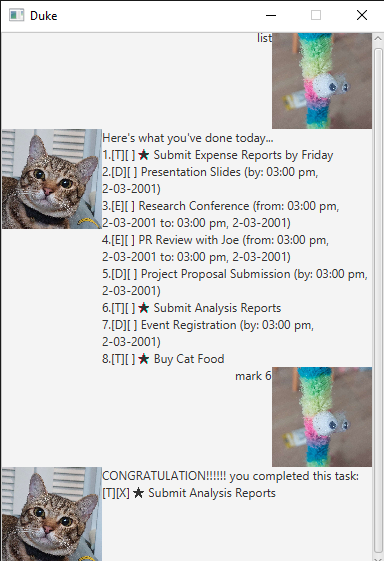 Duke
list
Here's what you've done today...
1.[T][ ] ★ Submit Expense Reports by Friday
2.[D][ ] Presentation Slides (by: 03:00 pm,
2-03-2001)
3.[E][ ] Research Conference (from: 03:00 pm,
2-03-2001 to: 03:00 pm, 2-03-2001)
4.[E][ ] PR Review with Joe (from: 03:00 pm,
2-03-2001 to: 03:00 pm, 2-03-2001)
5.[D][ ] Project Proposal Submission (by: 03:00 pm,
2-03-2001)
6.[T][ ] ★ Submit Analysis Reports
7.[D][ ] Event Registration (by: 03:00 pm,
2-03-2001)
8.[T][ ] ★ Buy Cat Food
mark 6
CONGRATULATION!!!!!! you completed this task:
[T][X] ★ Submit Analysis Reports